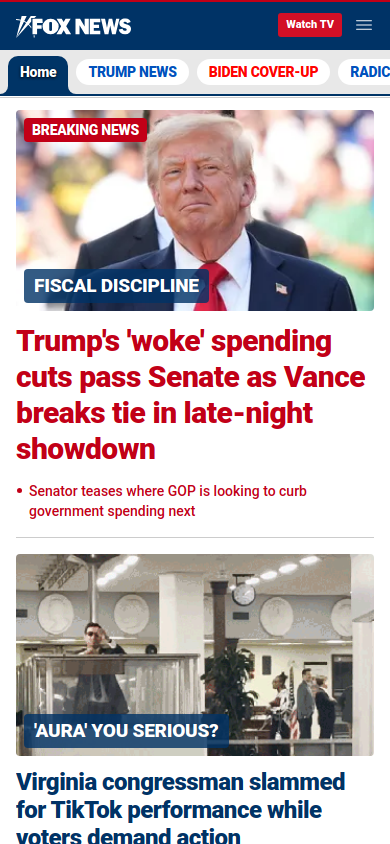 FOX NEWS
Watch TV
Home
TRUMP NEWS
BIDEN COVER-UP
RADIC
BREAKING NEWS
FISCAL DISCIPLINE
Trump's 'woke' spending
cuts pass Senate as Vance
breaks tie in late-night
showdown
• Senator teases where GOP is looking to curb
government spending next
'AURA' YOU SERIOUS?
Virginia congressman slammed
for TikTok performance while
voters demand action